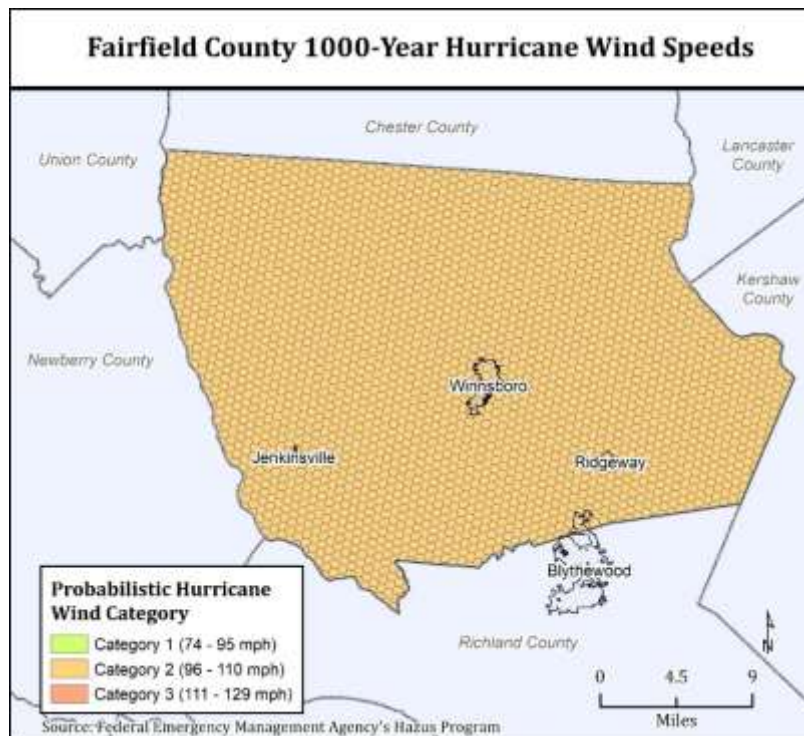 Fairfield County 1000-Year Hurricane Wind Speeds
Chester County
Union County
Lancaster
County
Kershaw
County
Newberry County
Winnsboro
Jenkinsville
Ridgeway
Blythewood
Richland County
Probabilistic Hurricane
Wind Category
Category 1 (74 - 95 mph)
Category 2 (96 - 110 mph)
Category 3 (111 - 129 mph)
N
0 4.5 9
Miles
Source: Federal Emergency Management Agency's Hazus Program